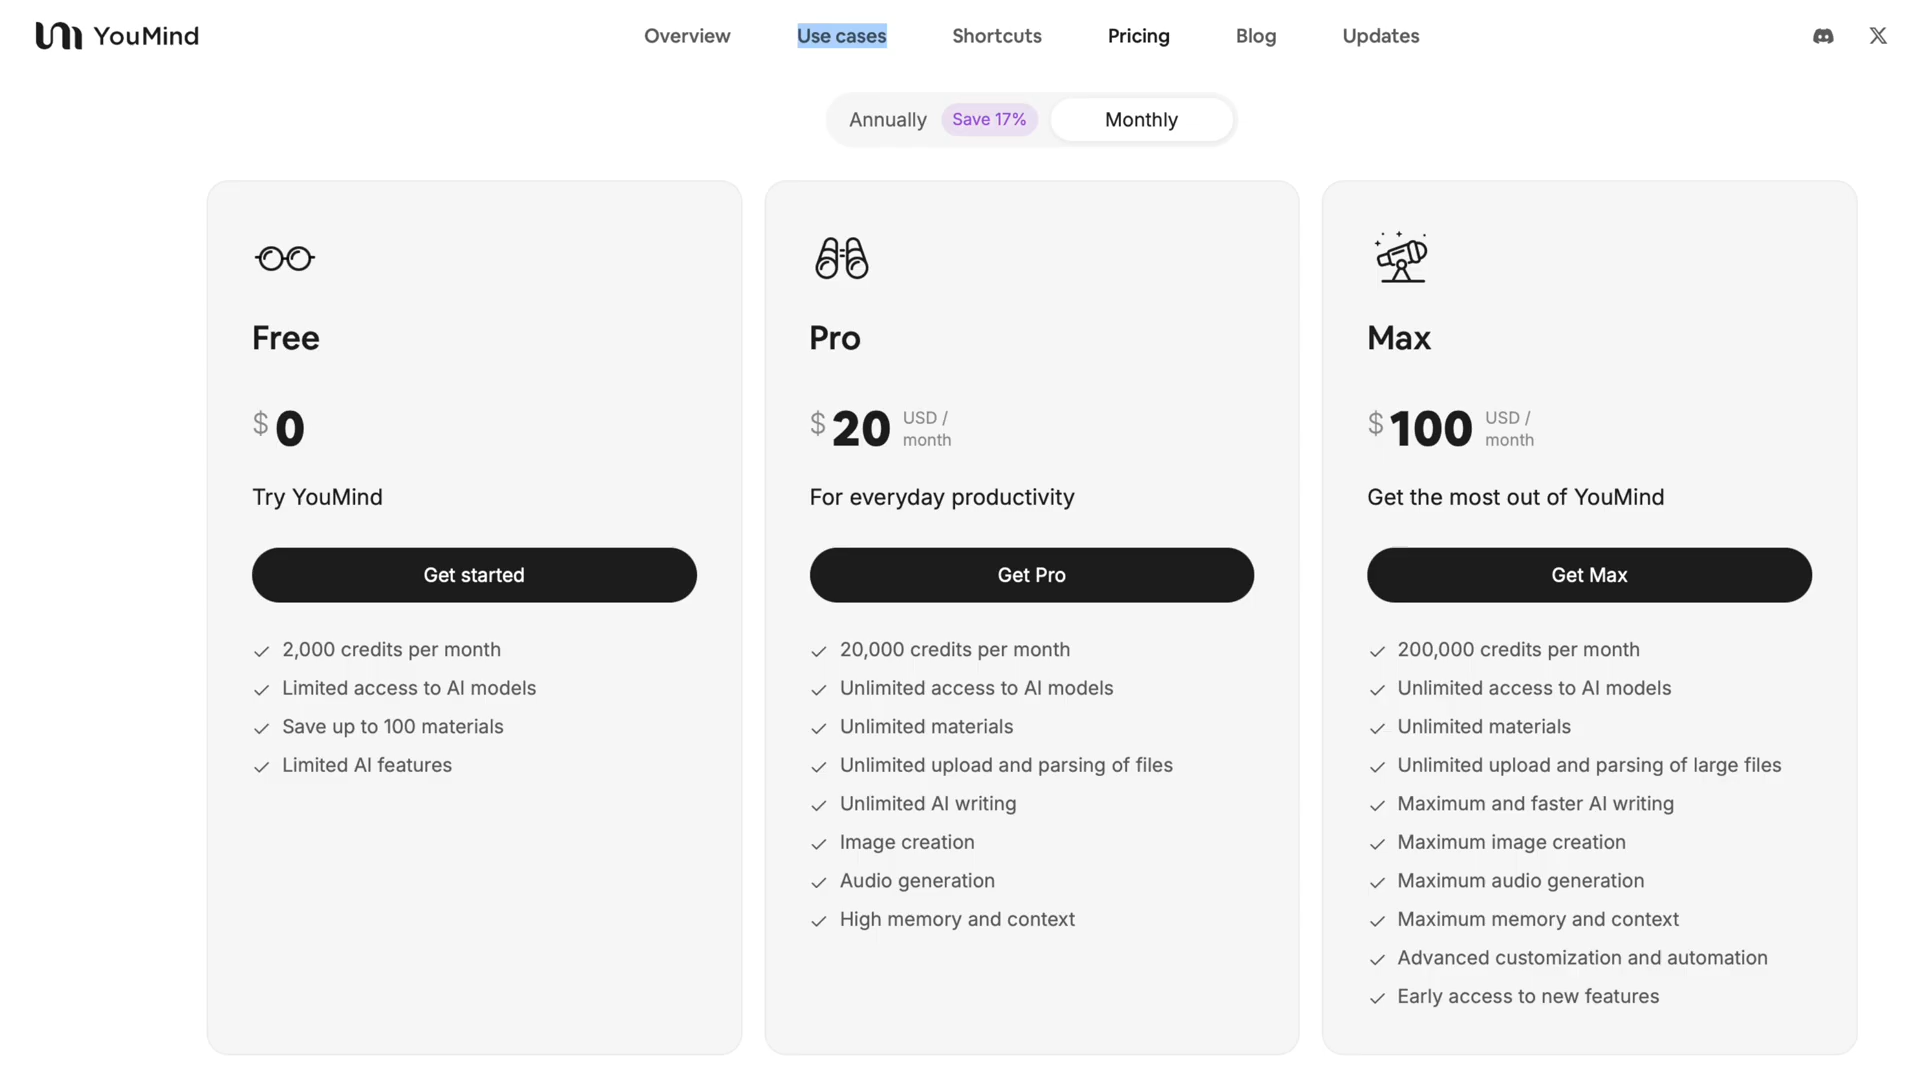 YouMind
Overview
Use cases
Shortcuts
Pricing
Blog
Updates
Annually
Save 17%
Monthly
Free
$ 0
Try YouMind
Get started
2,000 credits per month
Limited access to AI models
Save up to 100 materials
Limited AI features
Pro
$ 20 USD /
month
For everyday productivity
Get Pro
20,000 credits per month
Unlimited access to AI models
Unlimited materials
Unlimited upload and parsing of files
Unlimited AI writing
Image creation
Audio generation
High memory and context
Max
$ 100 USD /
month
Get the most out of YouMind
Get Max
200,000 credits per month
Unlimited access to AI models
Unlimited materials
Unlimited upload and parsing of large files
Maximum and faster AI writing
Maximum image creation
Maximum audio generation
Maximum memory and context
Advanced customization and automation
Early access to new features